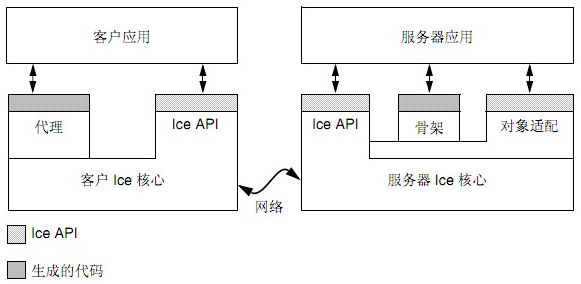 客户应用
服务器应用
代理
Ice API
Ice API
骨架
对象适配
客户 Ice 核心
服务器 Ice 核心
网络
Ice API
生成的代码